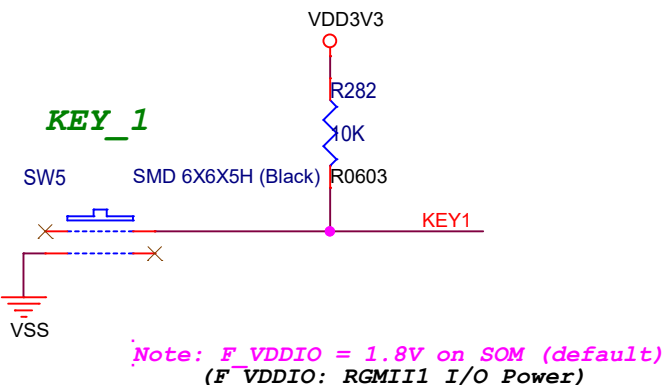 VDD3V3
R282
KEY_1
10K
SW5
SMD 6X6X5H (Black)
R0603
KEY1
VSS
Note: F_VDDIO = 1.8V on SOM (default)
(F_VDDIO: RGMII1 I/O Power)